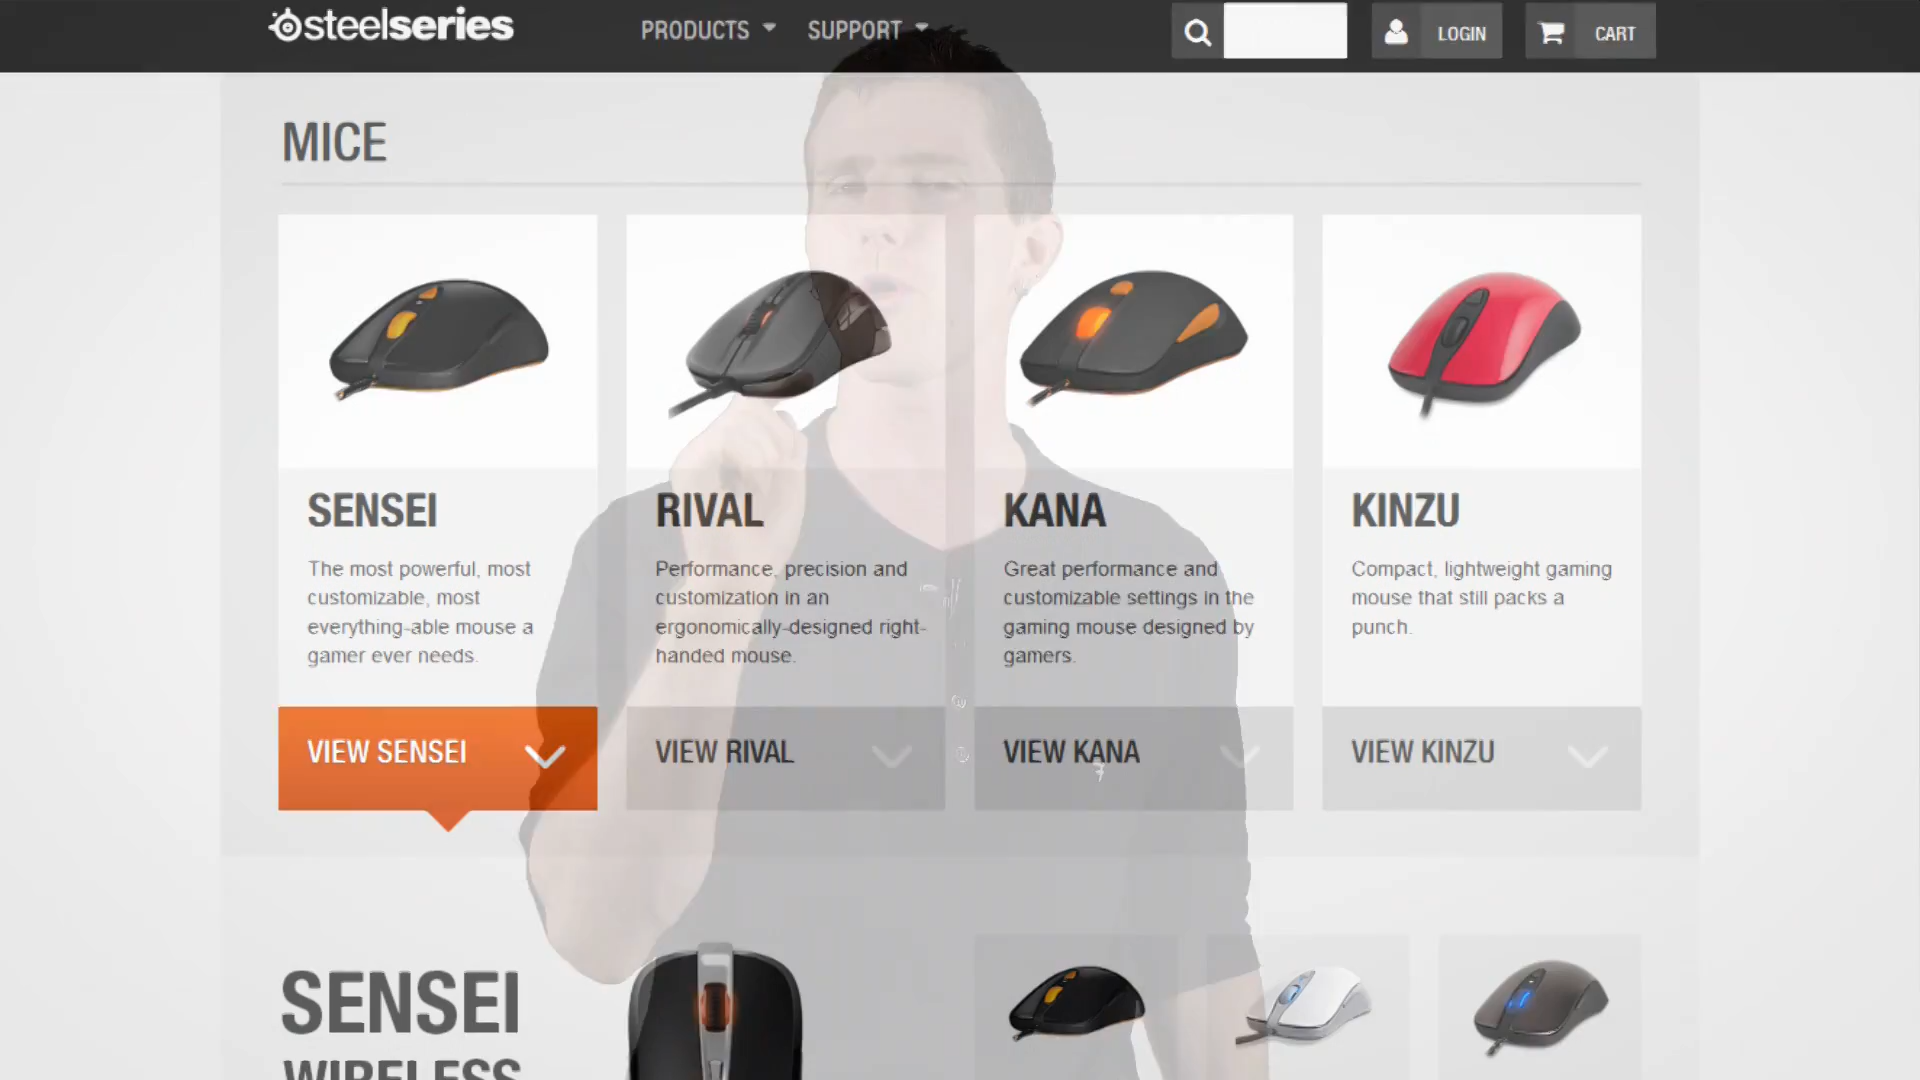 steelseries
PRODUCTS
SUPPORT
LOGIN
CART
MICE
SENSEI
The most powerful, most
customizable, most
everything-able mouse a
gamer ever needs.
VIEW SENSEI
RIVAL
Performance, precision and
customization in an
ergonomically-designed right-
handed mouse.
VIEW RIVAL
KANA
Great performance and
customizable settings in the
gaming mouse designed by
gamers.
VIEW KANA
KINZU
Compact, lightweight gaming
mouse that still packs a
punch.
VIEW KINZU
SENSEI
WIRELESS